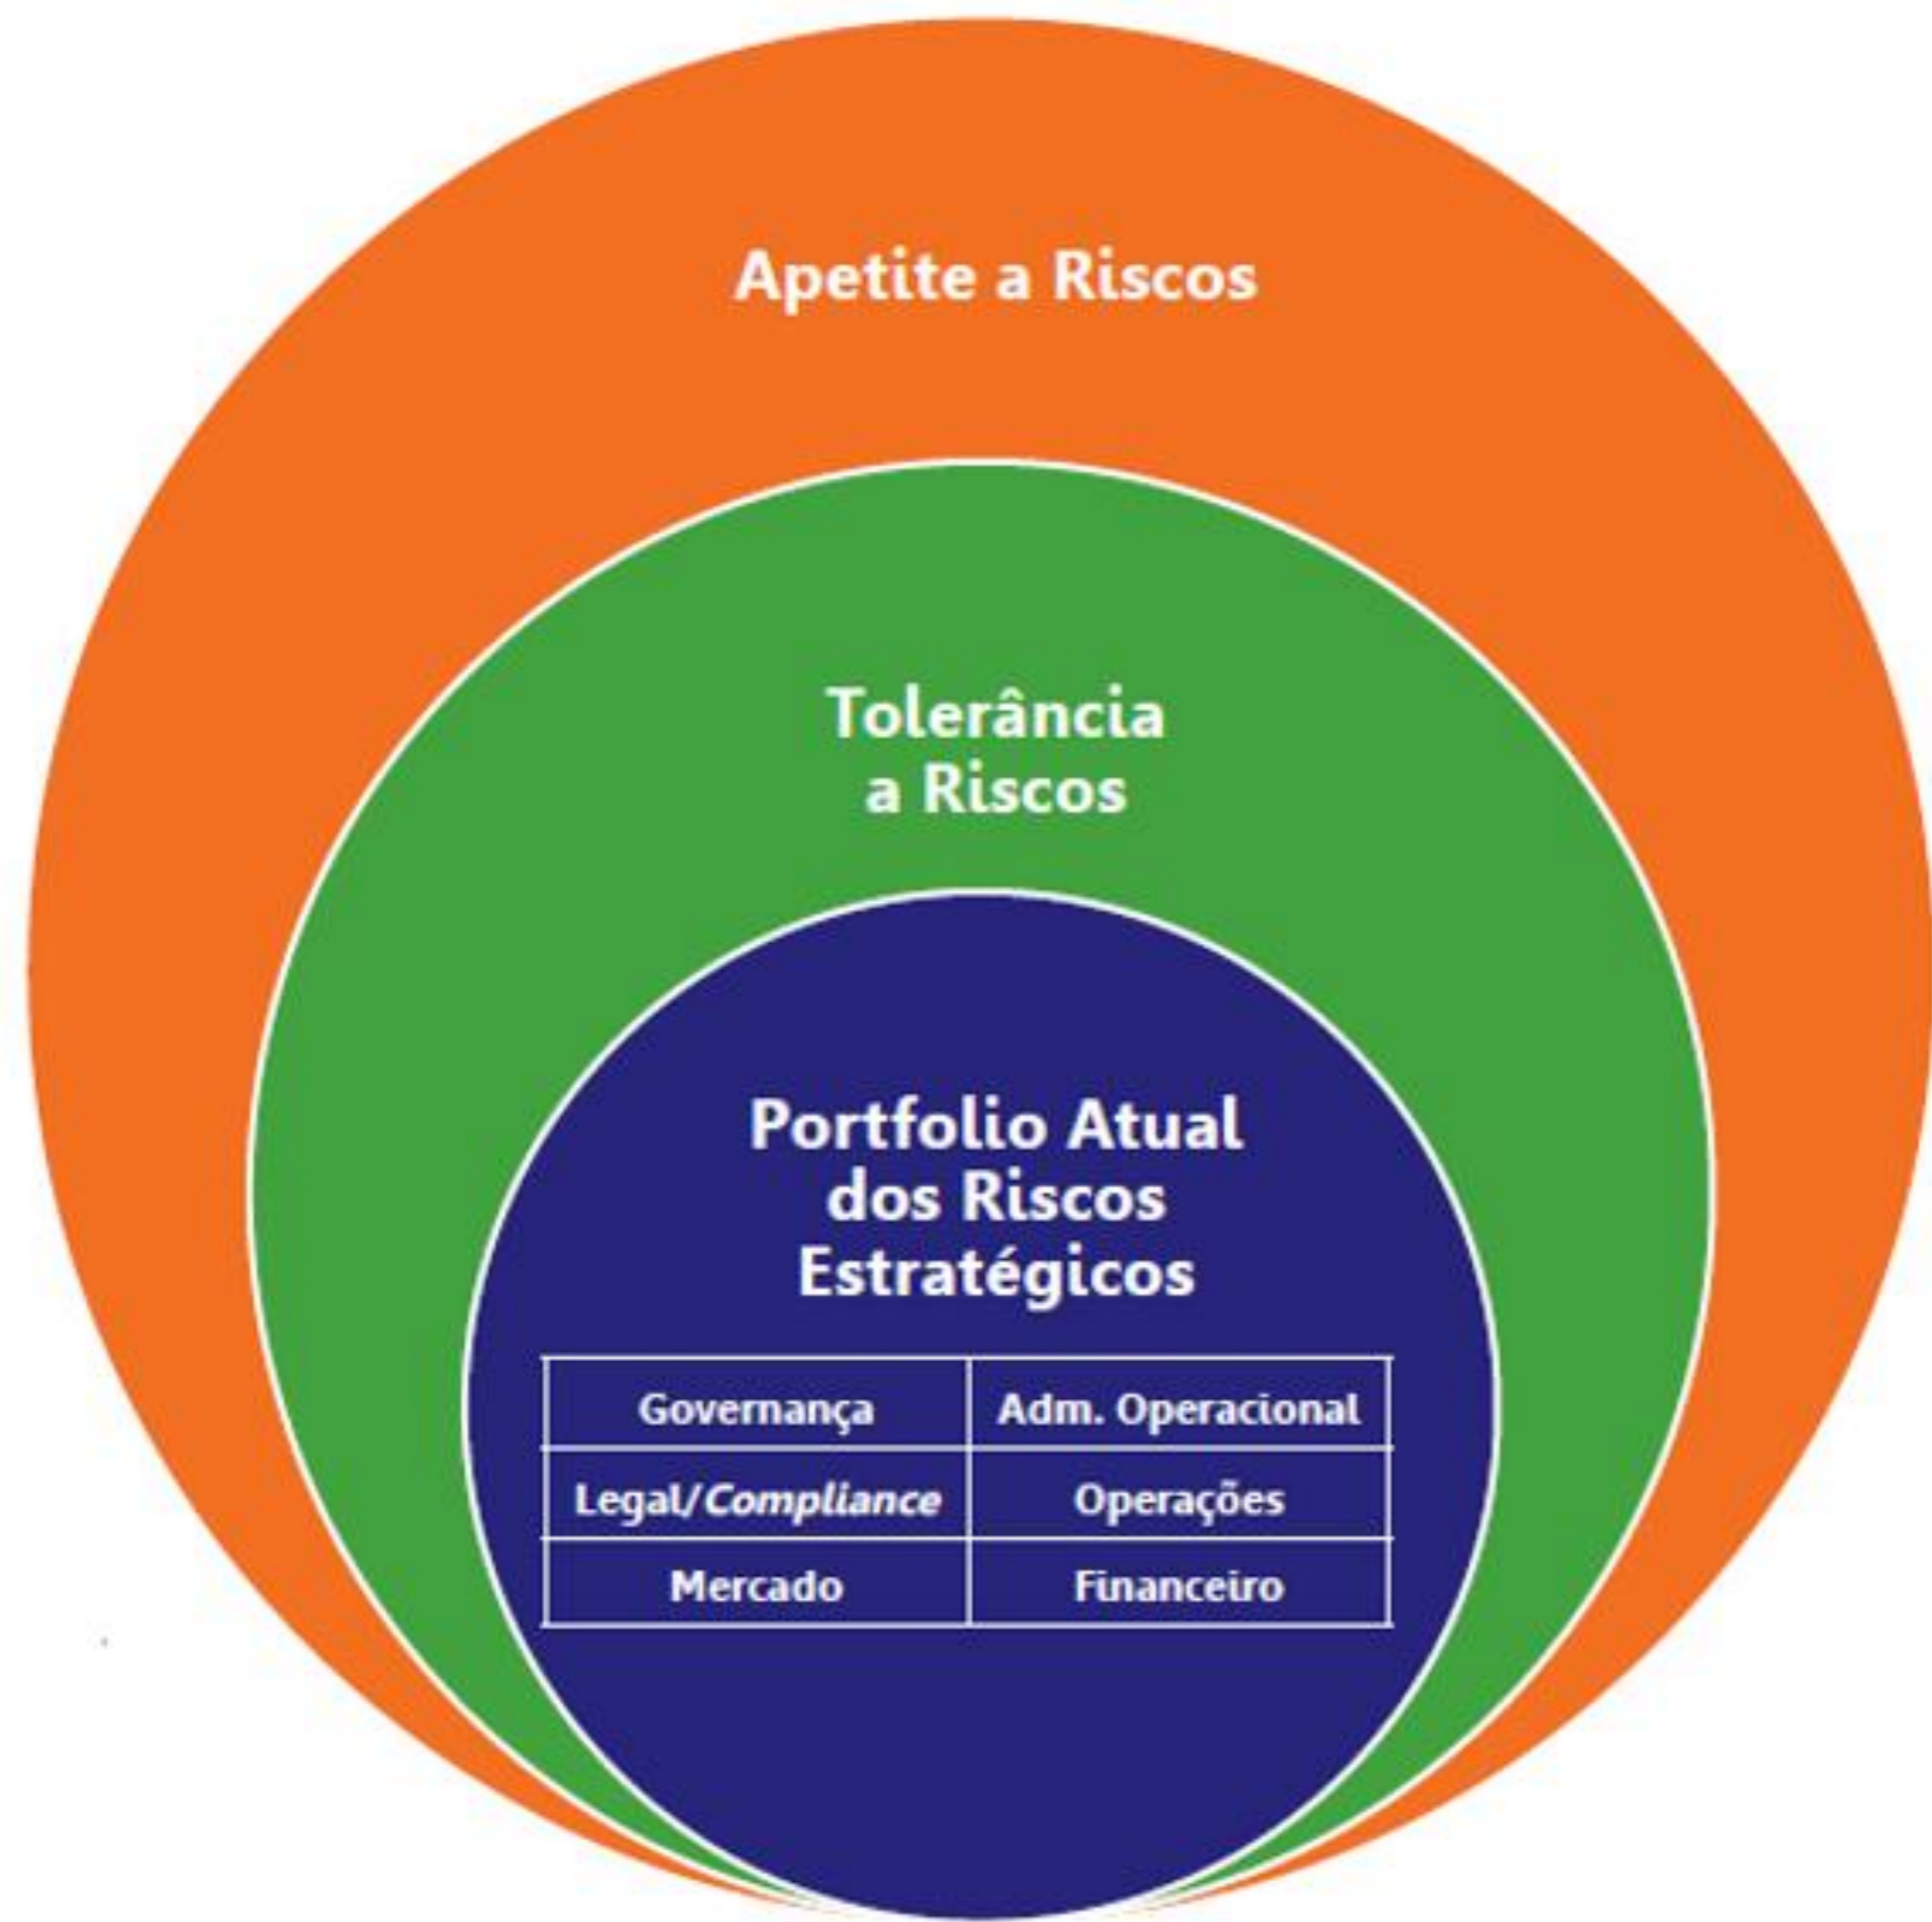 Apetite a Riscos
Tolerância
a Riscos
Portfolio Atual
dos Riscos
Estratégicos
Governança Adm. Operacional
Legal/Compliance Operações
Mercado Financeiro